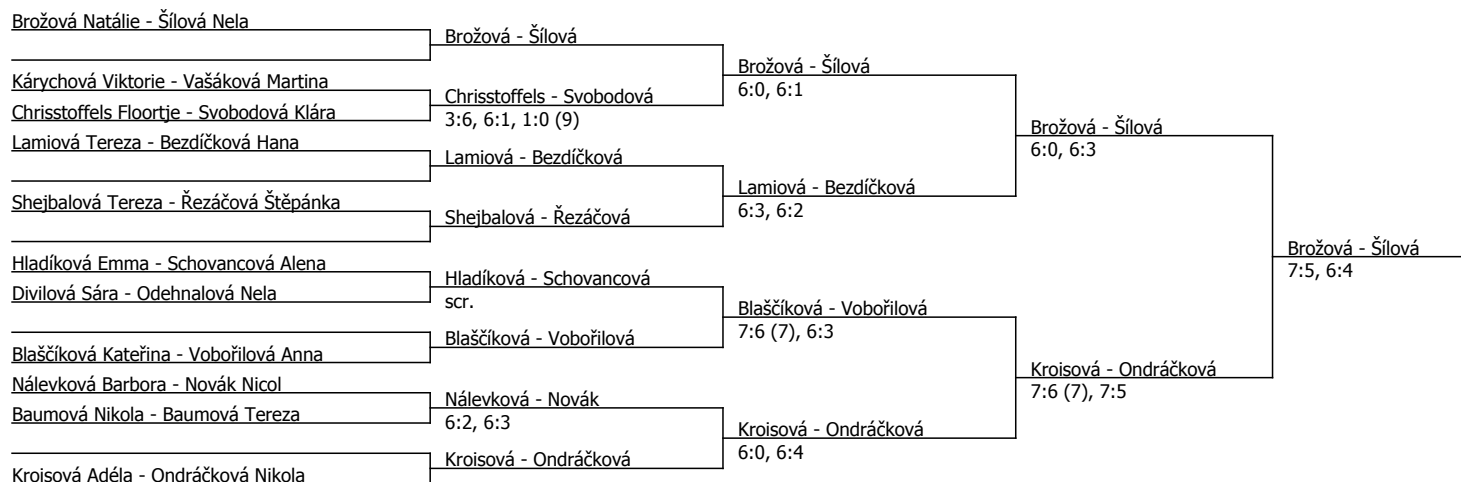 Brožová Natálie - Šílová Nela
Kárychová Viktorie - Vašáková Martina
Chrisstoffels Floortje - Svobodová Klára
Lamiová Tereza - Bezdíčková Hana
Shejbalová Tereza - Řezáčová Štěpánka
Hladíková Emma - Schovancová Alena
Divilová Sára - Odehnalová Nela
Blaščíková Kateřina - Vobořilová Anna
Nálevková Barbora - Novák Nicol
Baumová Nikola - Baumová Tereza
Kroisová Adéla - Ondráčková Nikola
Brožová - Šílová
Chrisstoffels - Svobodová
3:6, 6:1, 1:0 (9)
Lamiová - Bezdíčková
Shejbalová - Řezáčová
Hladíková - Schovancová
scr.
Blaščíková - Vobořilová
Nálevková - Novák
6:2, 6:3
Kroisová - Ondráčková
Brožová - Šílová
6:0, 6:1
Lamiová - Bezdíčková
6:3, 6:2
Blaščíková - Vobořilová
7:6 (7), 6:3
Kroisová - Ondráčková
6:0, 6:4
Brožová - Šílová
6:0, 6:3
Kroisová - Ondráčková
7:6 (7), 7:5
Brožová - Šílová
7:5, 6:4